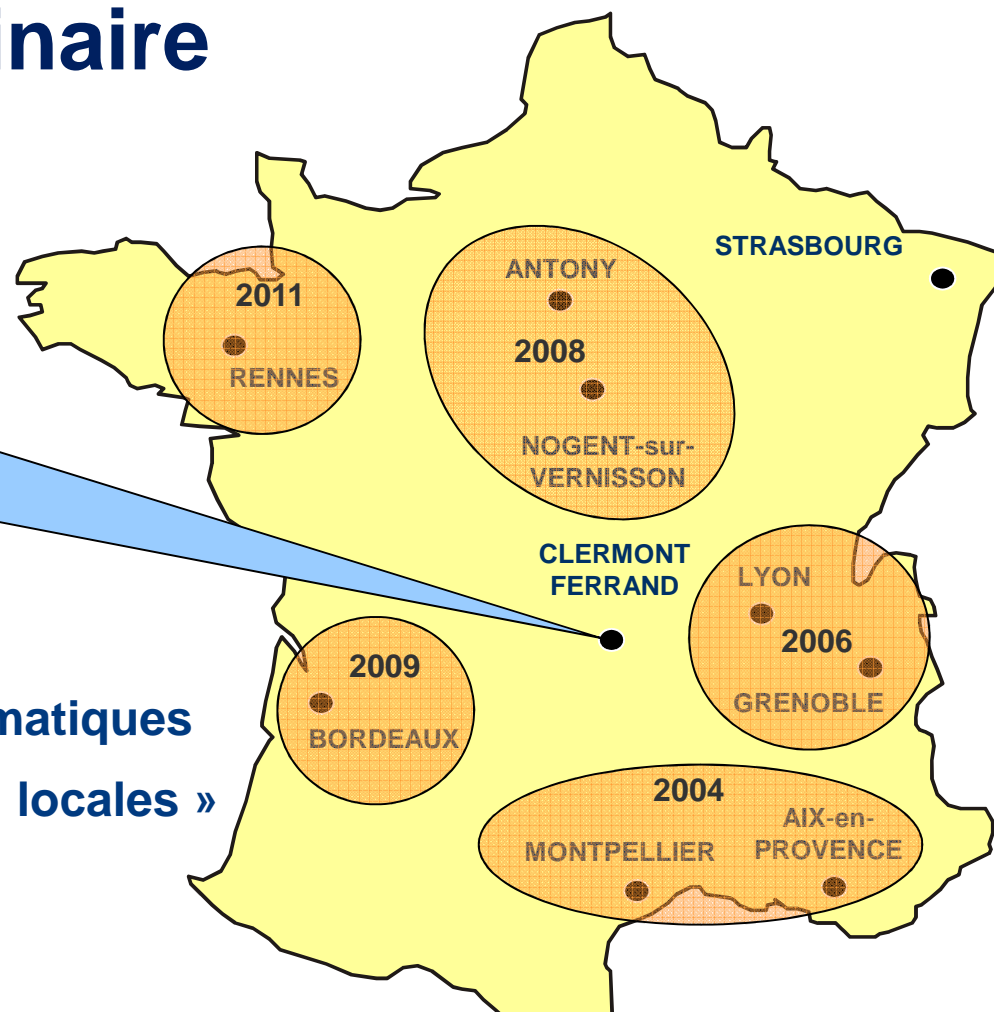 inaire
STRASBOURG
ANTONY
2011
2008
RENNES
NOGENT-sur-
VERNISSON
CLERMONT
FERRAND
LYON
2006
2009
GRENOBLE
matiques
BORDEAUX
locales »
2004
AIX-en-
PROVENCE
MONTPELLIER